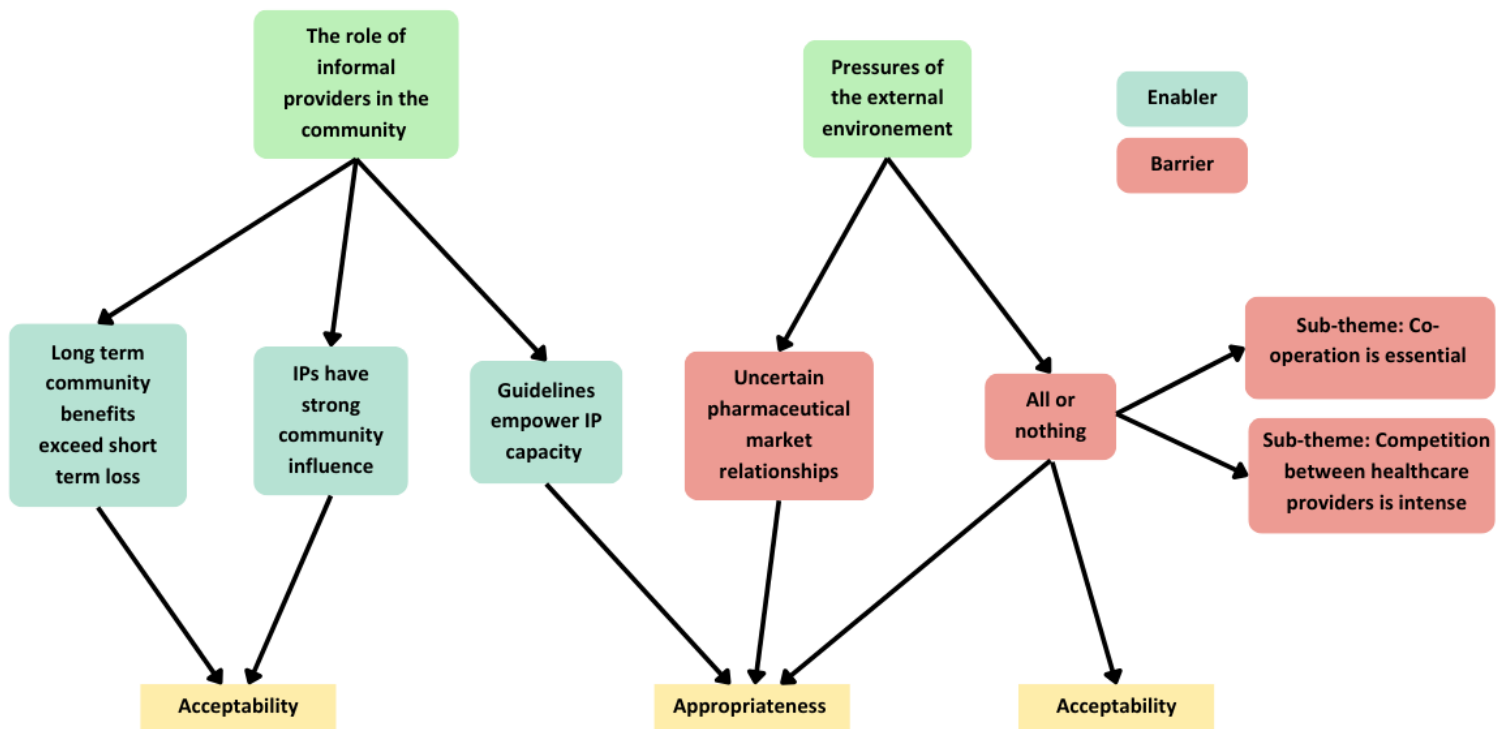 The role of
informal
providers in the
community
Pressures of
the external
environement
Enabler
Barrier
Long term
community
benefits
exceed short
term loss
IPs have
strong
community
influence
Guidelines
empower IP
capacity
Uncertain
pharmaceutical
market
relationships
All or
nothing
Sub-theme: Co-
operation is essential
Sub-theme: Competition
between healthcare
providers is intense
Acceptability
Appropriateness
Acceptability